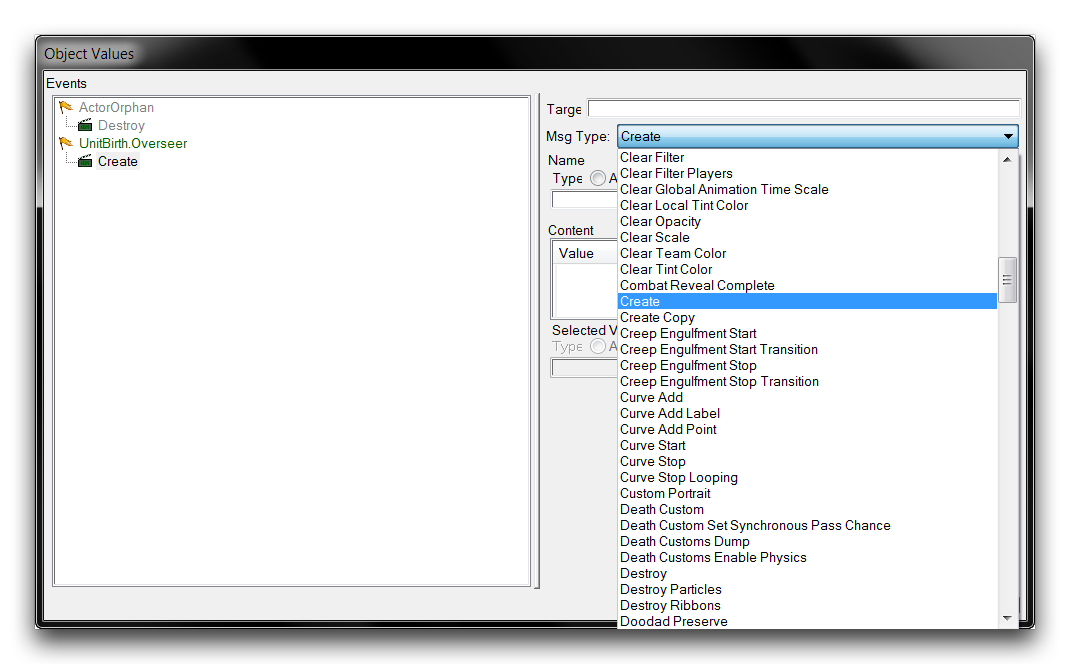 Object Values
Events
ActorOrphan
Destroy
UnitBirth.Overseer
Create
Targe
Msg Type: Create
Name
Type A
Content
Value
Selected V
Type A
Clear Filter
Clear Filter Players
Clear Global Animation Time Scale
Clear Local Tint Color
Clear Opacity
Clear Scale
Clear Team Color
Clear Tint Color
Combat Reveal Complete
Create
Create Copy
Creep Engulfment Start
Creep Engulfment Start Transition
Creep Engulfment Stop
Creep Engulfment Stop Transition
Curve Add
Curve Add Label
Curve Add Point
Curve Start
Curve Stop
Curve Stop Looping
Custom Portrait
Death Custom
Death Custom Set Synchronous Pass Chance
Death Customs Dump
Death Customs Enable Physics
Destroy
Destroy Particles
Destroy Ribbons
Doodad Preserve